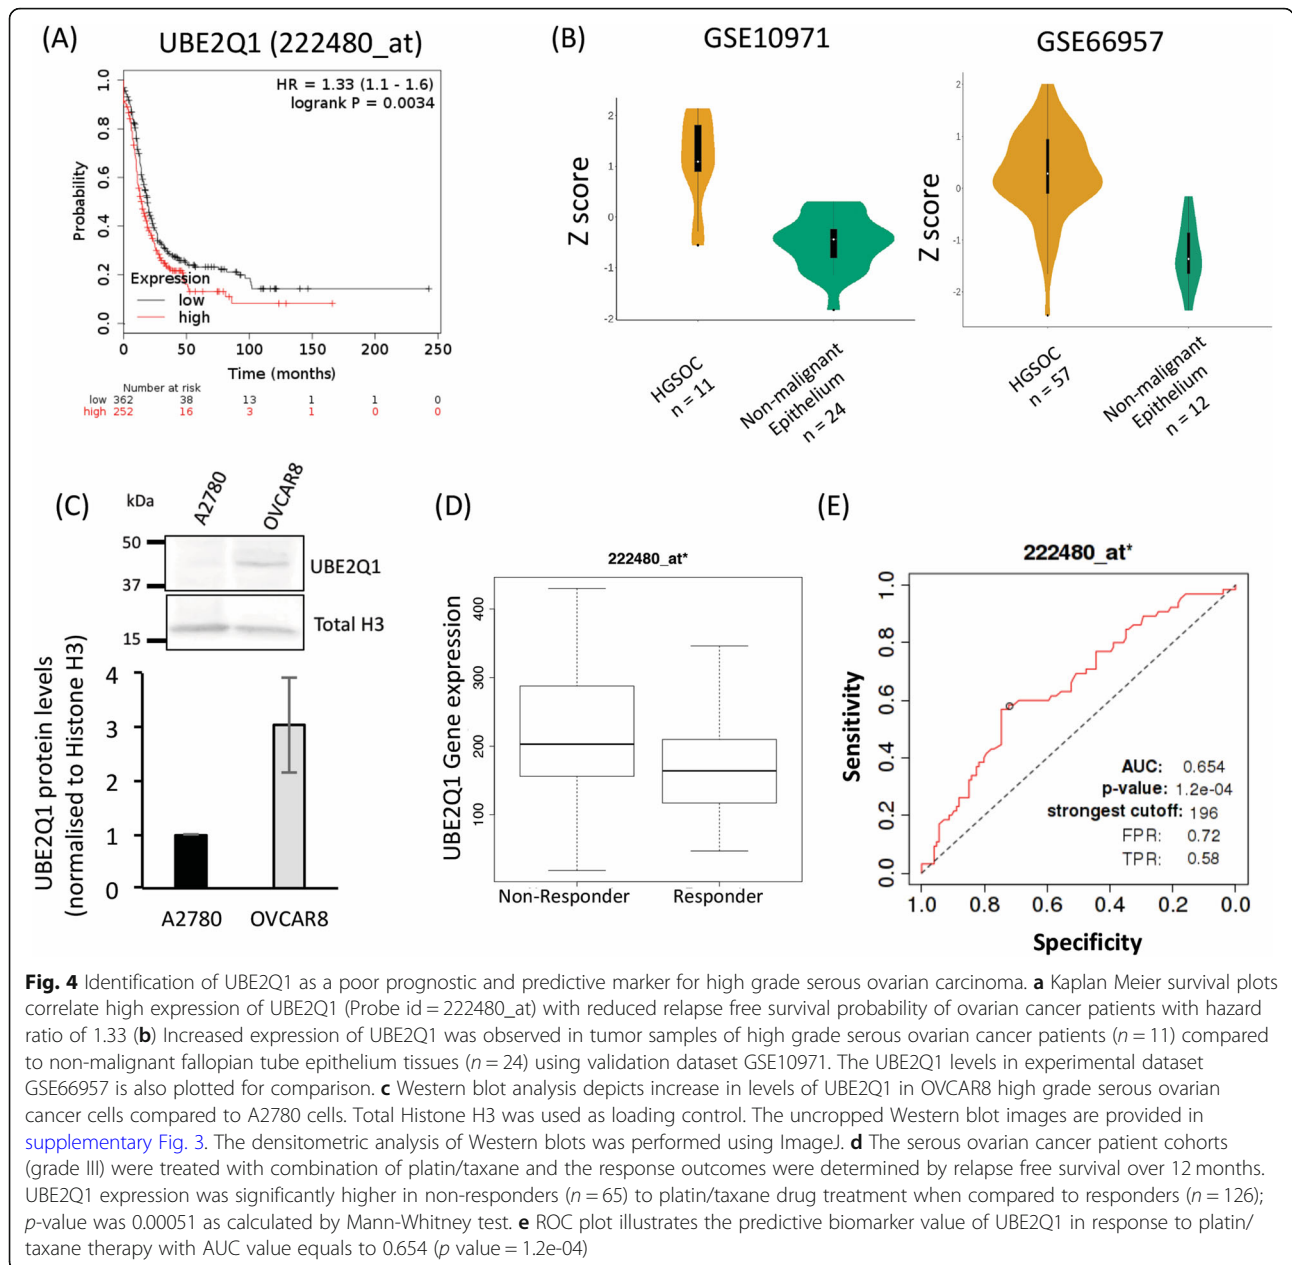 (A)
UBE2Q1 (222480_at)
HR = 1.33 (1.1 - 1.6)
logrank P = 0.0034
Probability
1.0
0.8
0.6
0.4
0.2
0.0
Expression
low
high
0 50 100 150 200 250
Time (months)
Number at risk
low 362 38 13 1 1 0
high 252 16 3 1 0 0
(B)
GSE10971
Z score
2
1
0
-1
-2
HGSOC
n = 11
Non-malignant
Epithelium
n = 24
GSE66957
Z score
2
1
0
-1
-2
HGSOC
n = 57
Non-malignant
Epithelium
n = 12
(C)
kDa
A2780
OVCAR8
50
37
UBE2Q1
15
Total H3
UBE2Q1 protein levels
(normalised to Histone H3)
4
3
2
1
0
A2780 OVCAR8
(D)
222480_at*
UBE2Q1 Gene expression
400
300
200
100
Non-Responder Responder
(E)
222480_at*
Sensitivity
1.0
0.8
0.6
0.4
0.2
0.0
AUC: 0.654
p-value: 1.2e-04
strongest cutoff: 196
FPR: 0.72
TPR: 0.58
1.0 0.8 0.6 0.4 0.2 0.0
Specificity
Fig. 4 Identification of UBE2Q1 as a poor prognostic and predictive marker for high grade serous ovarian carcinoma. a Kaplan Meier survival plots
correlate high expression of UBE2Q1 (Probe id = 222480_at) with reduced relapse free survival probability of ovarian cancer patients with hazard
ratio of 1.33 (b) Increased expression of UBE2Q1 was observed in tumor samples of high grade serous ovarian cancer patients (n = 11) compared
to non-malignant fallopian tube epithelium tissues (n = 24) using validation dataset GSE10971. The UBE2Q1 levels in experimental dataset
GSE66957 is also plotted for comparison. c Western blot analysis depicts increase in levels of UBE2Q1 in OVCAR8 high grade serous ovarian
cancer cells compared to A2780 cells. Total Histone H3 was used as loading control. The uncropped Western blot images are provided in
supplementary Fig. 3. The densitometric analysis of Western blots was performed using ImageJ. d The serous ovarian cancer patient cohorts
(grade III) were treated with combination of platin/taxane and the response outcomes were determined by relapse free survival over 12 months.
UBE2Q1 expression was significantly higher in non-responders (n = 65) to platin/taxane drug treatment when compared to responders (n = 126);
p-value was 0.00051 as calculated by Mann-Whitney test. e ROC plot illustrates the predictive biomarker value of UBE2Q1 in response to platin/
taxane therapy with AUC value equals to 0.654 (p value = 1.2e-04)